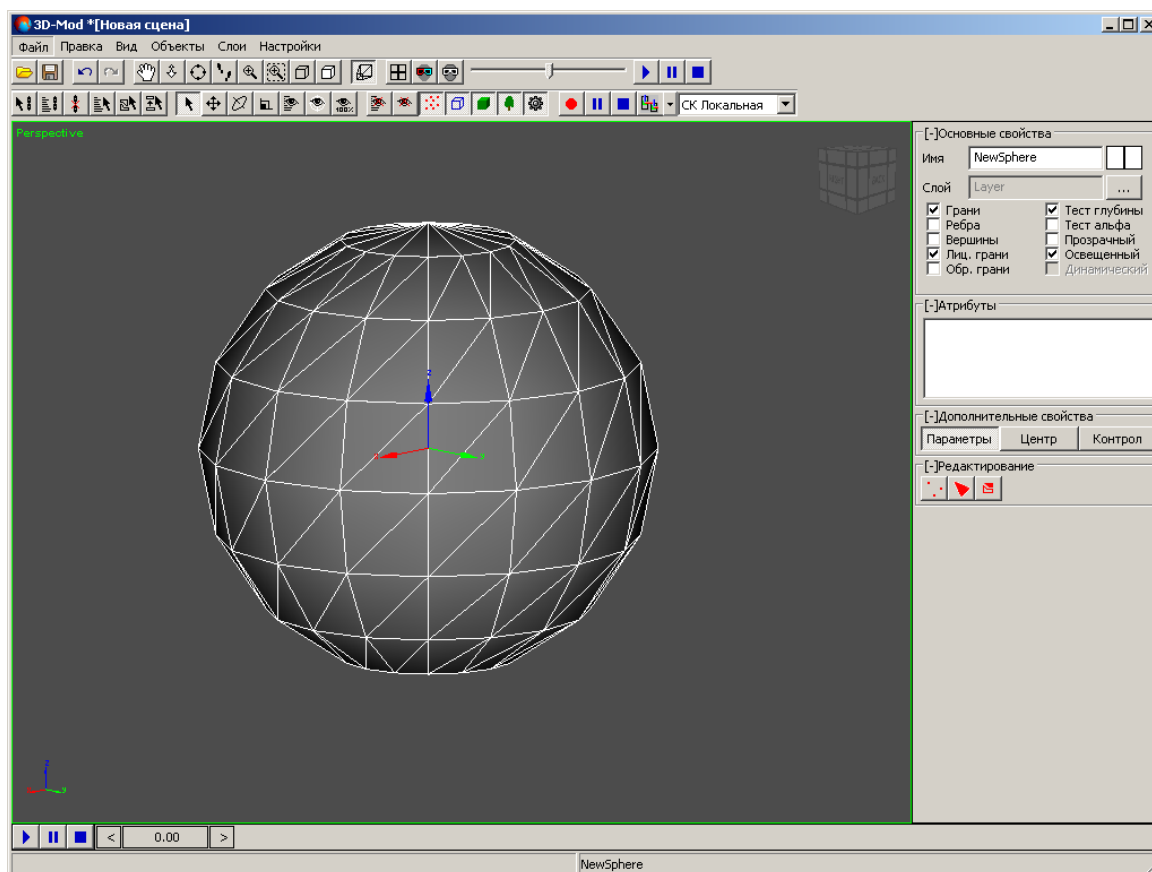 3D-Mod *[Новая сцена]
Файл Правка Вид Объекты Слои Настройки
100%
СК Локальная
Perspective
[-]Основные свойства
Имя NewSphere
Слой Layer ...
Грани Тест глубины
Ребра Тест альфа
Вершины Прозрачный
Лиц. грани Освещенный
Обр. грани Динамический
[-]Атрибуты
z
y
[-]Дополнительные свойства
Параметры Центр Контрол
[-]Редактирование
z
y
< 0.00 >
NewSphere